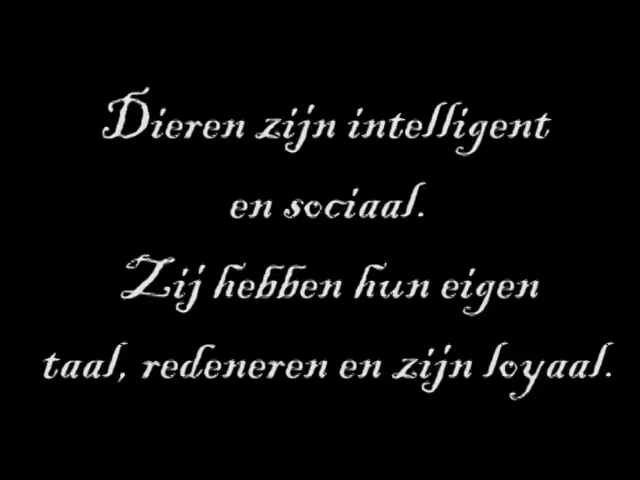 Dieren zijn intelligent
en sociaal.
Zij hebben hun eigen
taal, redeneren en zijn loyaal.